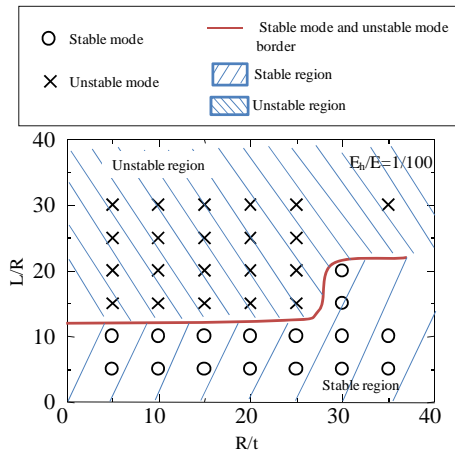 Stable mode
Stable mode and unstable mode border
Unstable mode
Stable region
Unstable region
40
30
20
10
0
L/R
Unstable region
Eh/E=1/100
Stable region
0 10 20 30 40
R/t